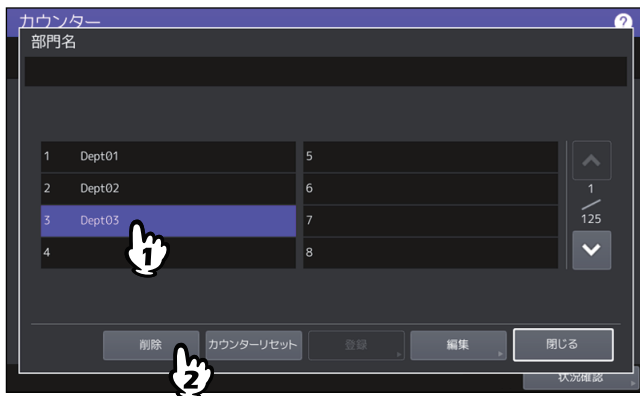 カウンター ?
部門名
1 Dept01 5
2 Dept02 6
3 Dept03 7
4 8
1
125
1
削除 カウンターリセット 登録 編集 閉じる
2
状況確認